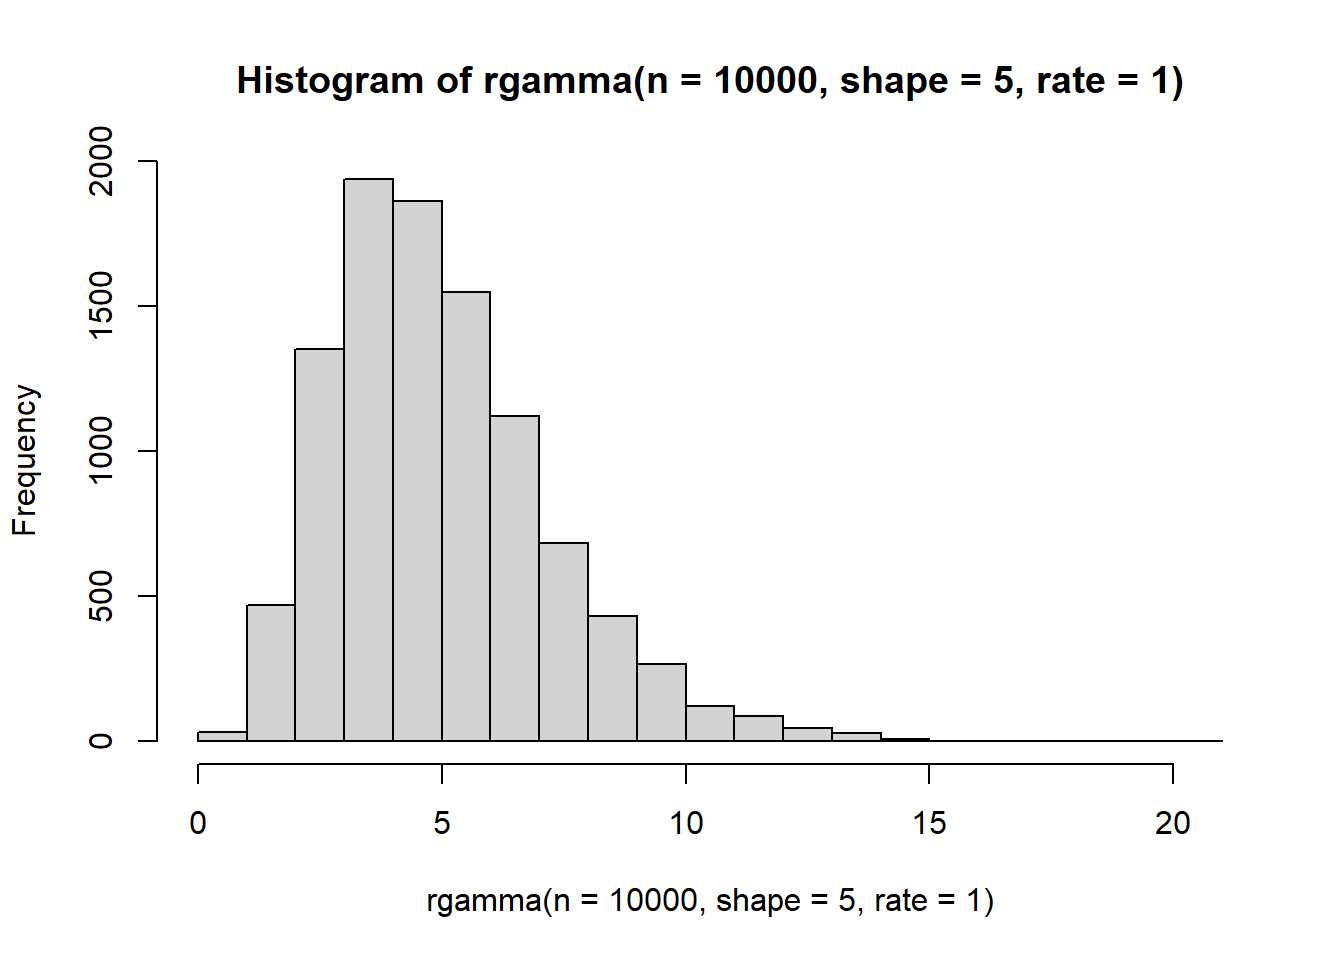 Histogram of rgamma(n = 10000, shape = 5, rate = 1)
2000
1500
1000
500
0
Frequency
0 5 10 15 20
rgamma(n = 10000, shape = 5, rate = 1)